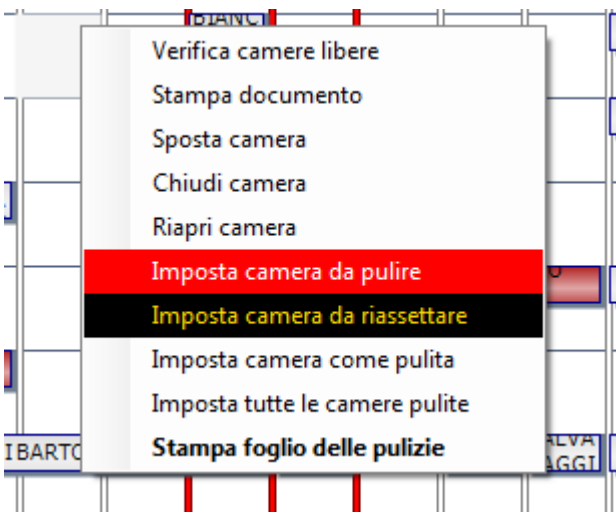 BIANC
Verifica camere libere
Stampa documento
Sposta camera
Chiudi camera
Riapri camera
Imposta camera da pulire
Imposta camera da riassettare
Imposta camera come pulita
Imposta tutte le camere pulite
Stampa foglio delle pulizie
IBARTO
ALVA
AGGI